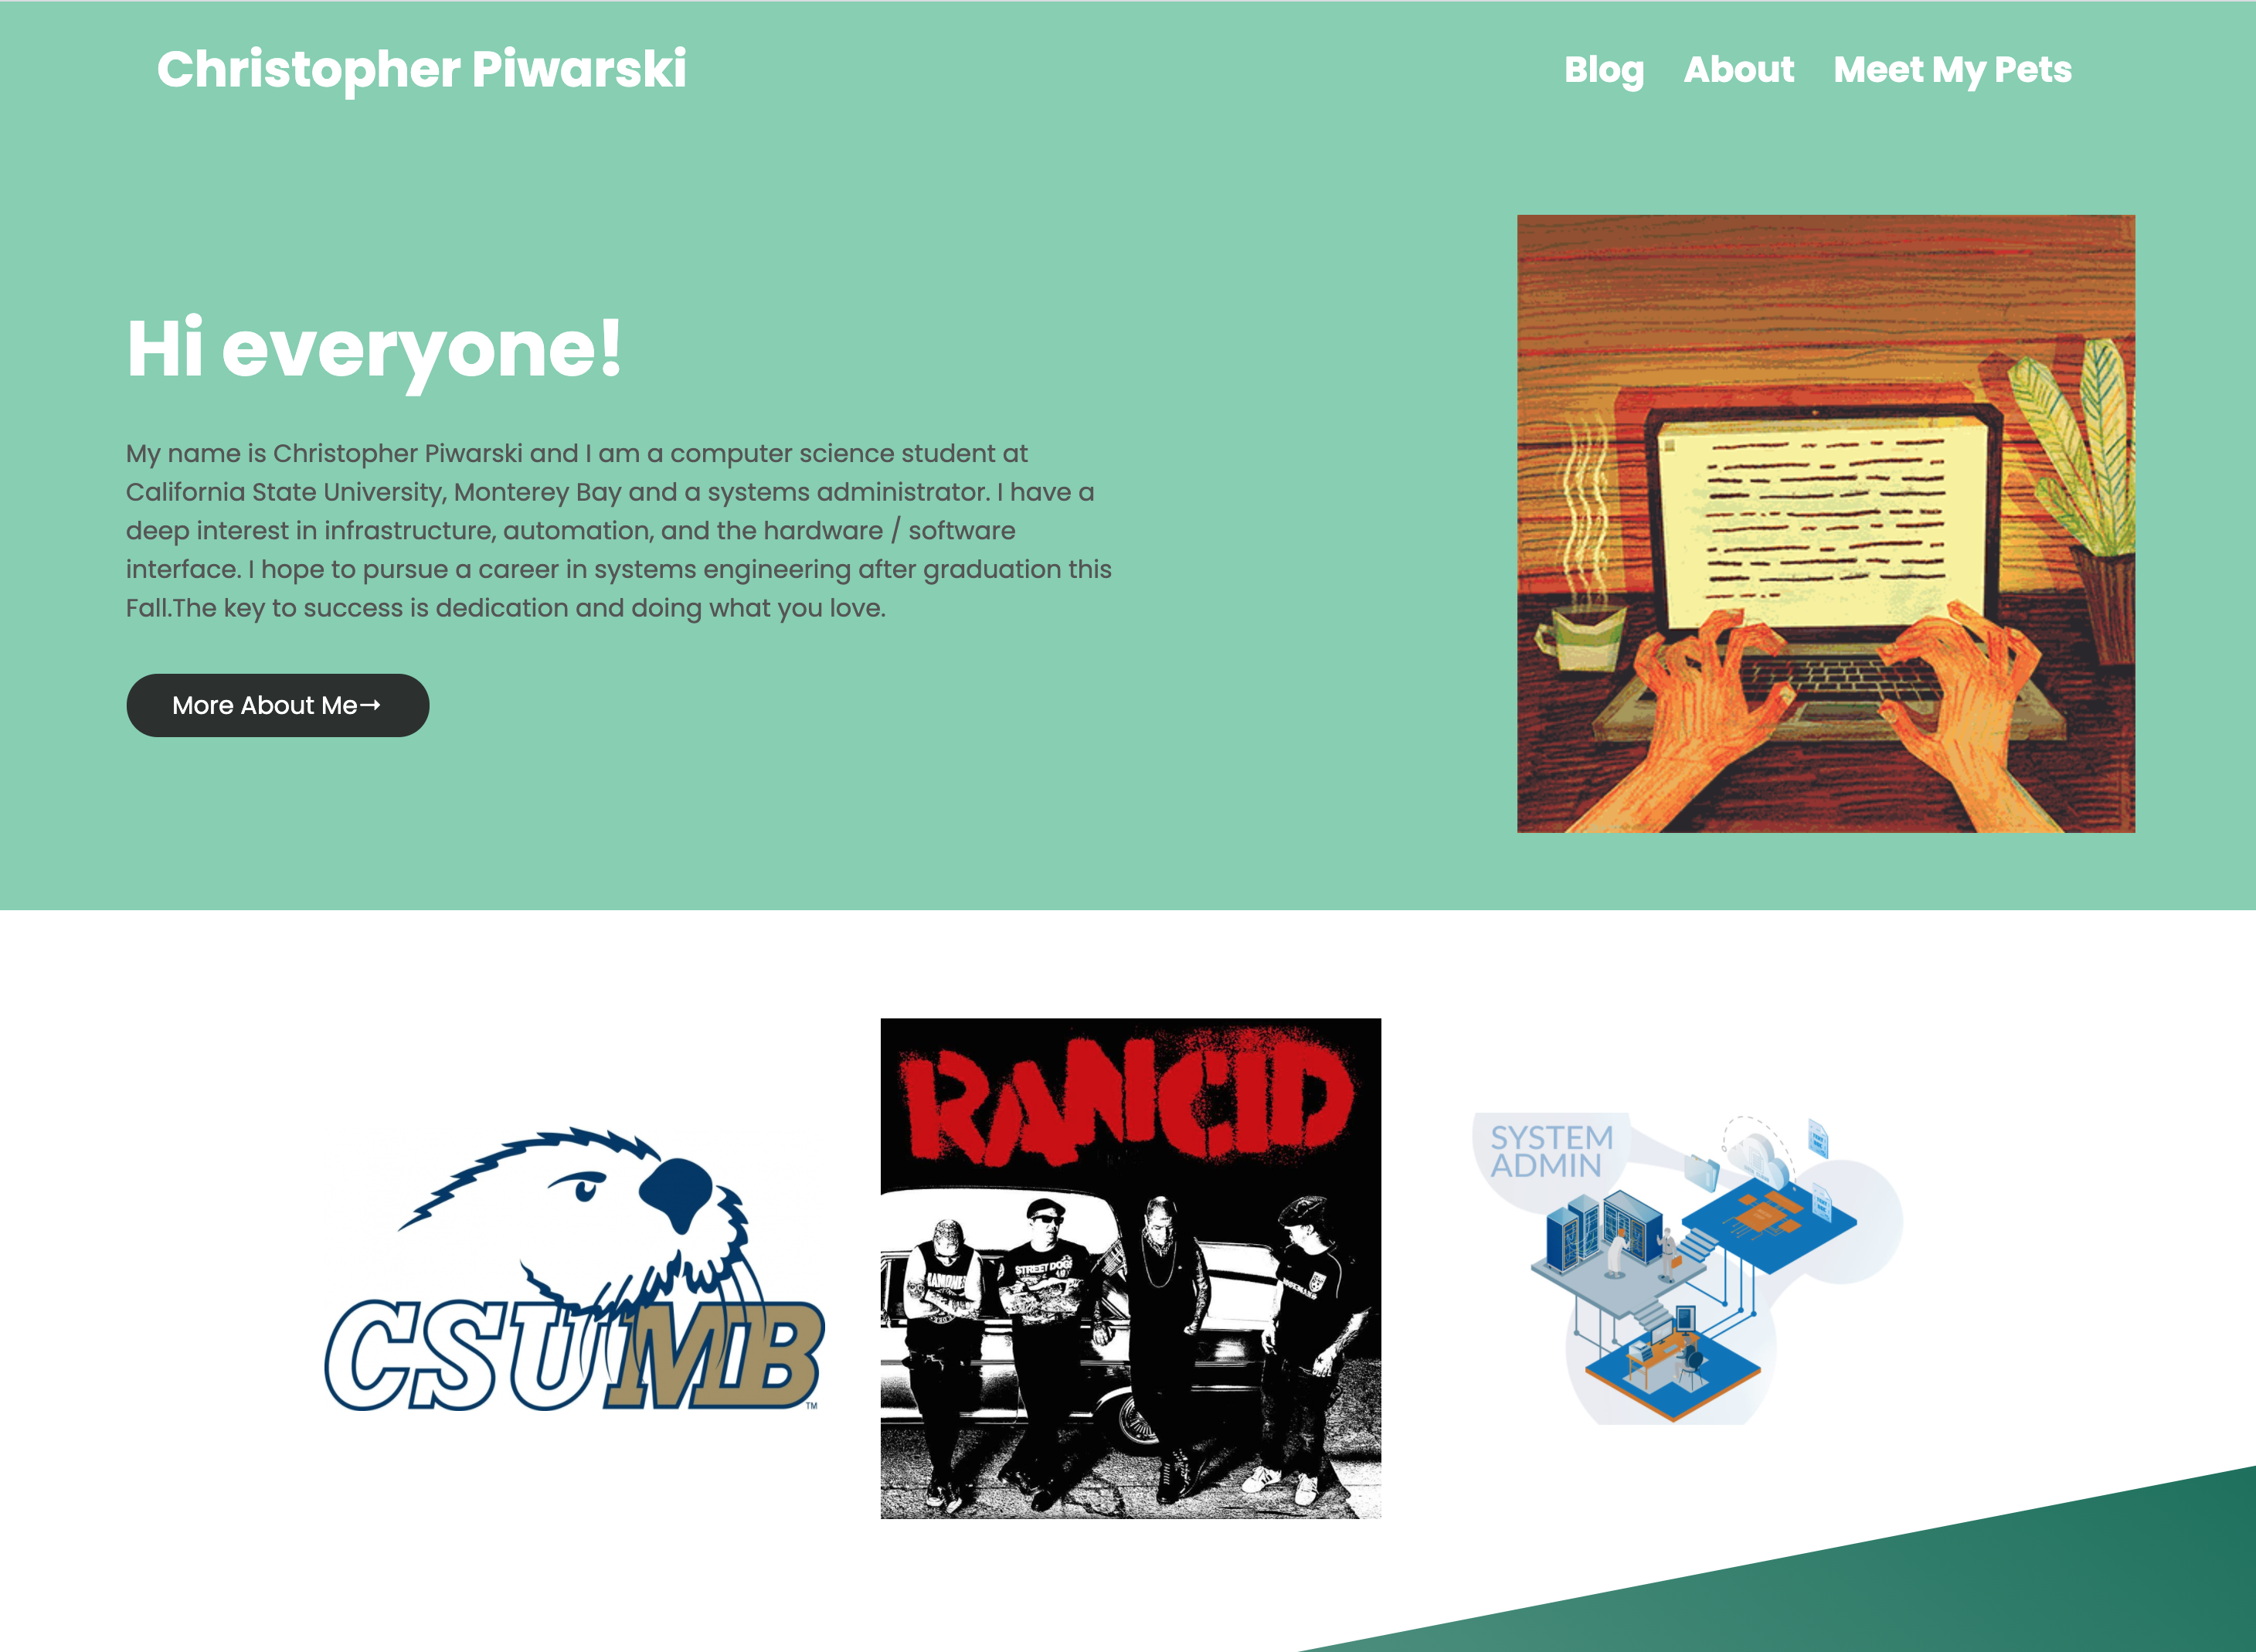 Christopher Piwarski
Blog About Meet My Pets
Hi everyone!
My name is Christopher Piwarski and I am a computer science student at
California State University, Monterey Bay and a systems administrator. I have a
deep interest in infrastructure, automation, and the hardware / software
interface. I hope to pursue a career in systems engineering after graduation this
Fall.The key to success is dedication and doing what you love.
More About Me→
CSUMB
TM
RANCID
RAMONES
STREET DOGS
SYSTEM
ADMIN